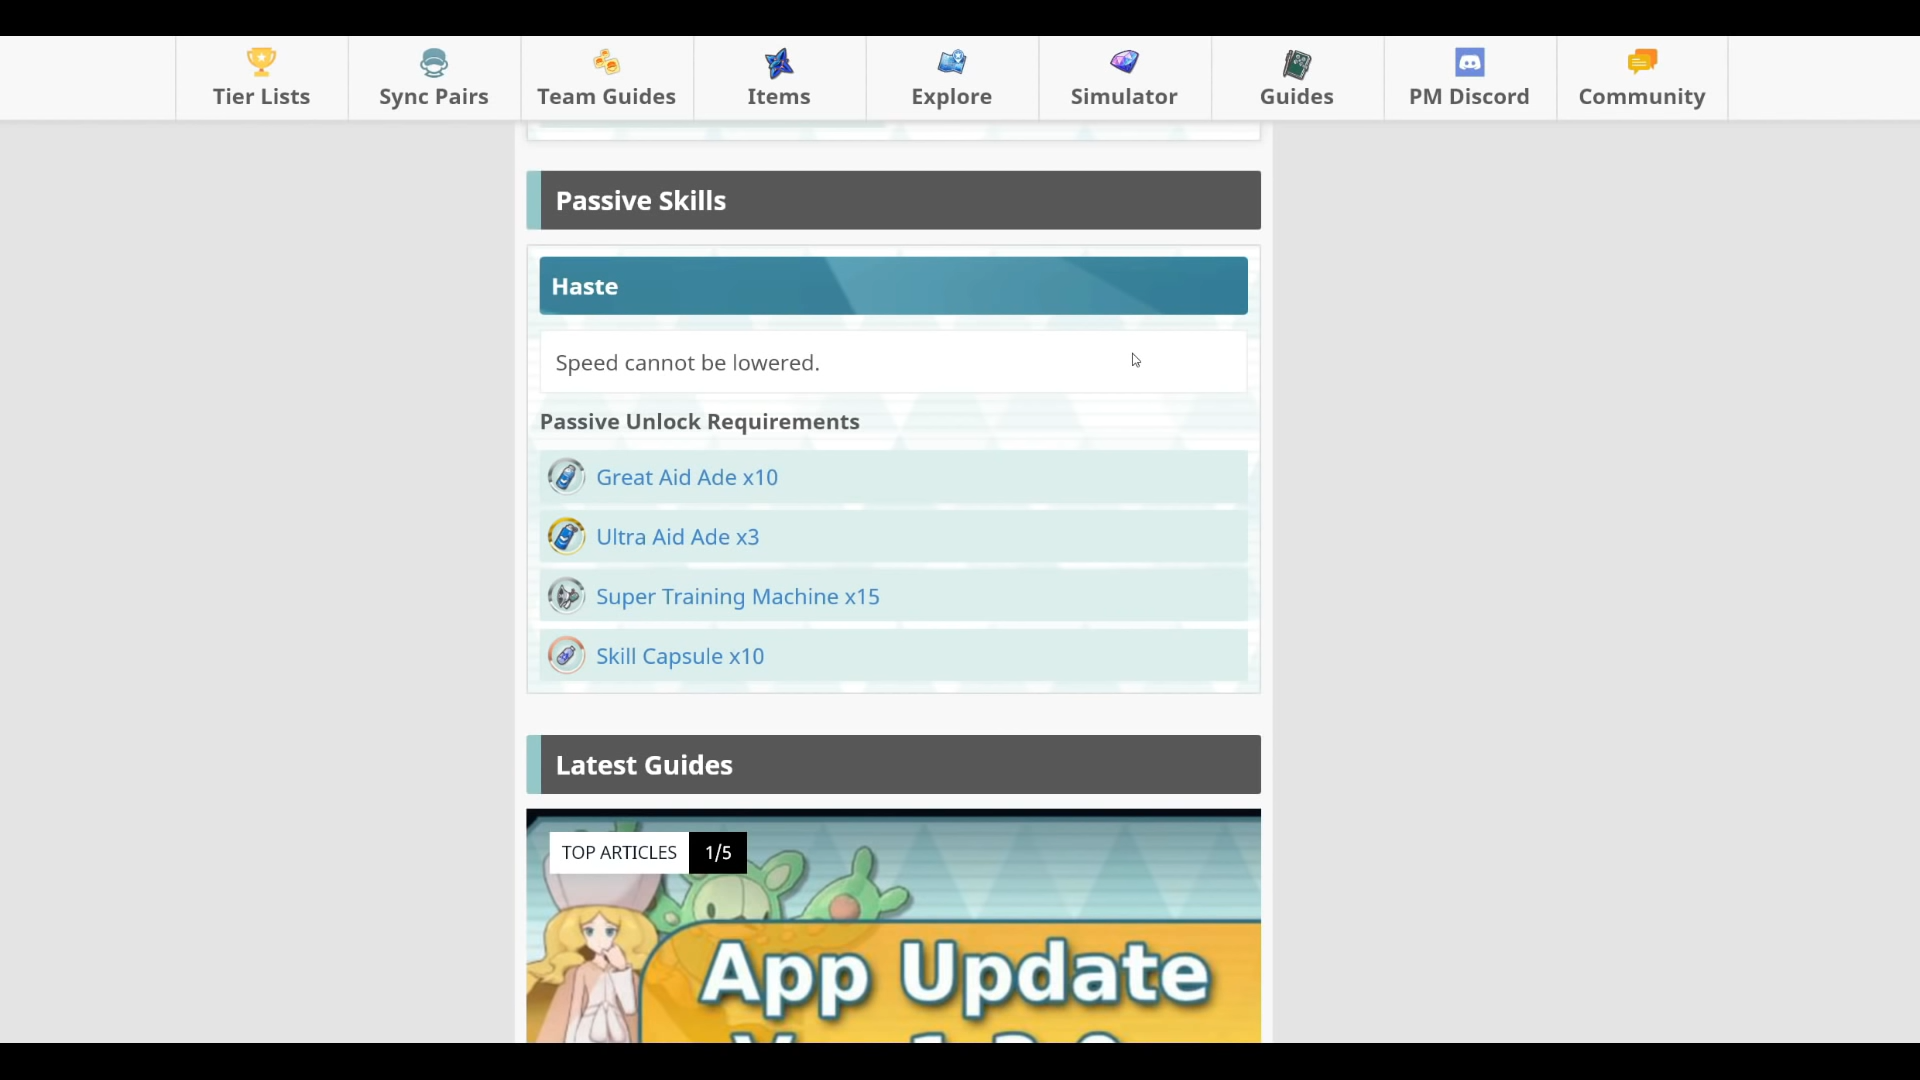 Tier Lists
Sync Pairs
Team Guides
Items
Explore
Simulator
Guides
PM Discord
Community
Passive Skills
Haste
Speed cannot be lowered.
Passive Unlock Requirements
Great Aid Ade x10
Ultra Aid Ade x3
Super Training Machine x15
Skill Capsule x10
Latest Guides
TOP ARTICLES 1/5
App Update